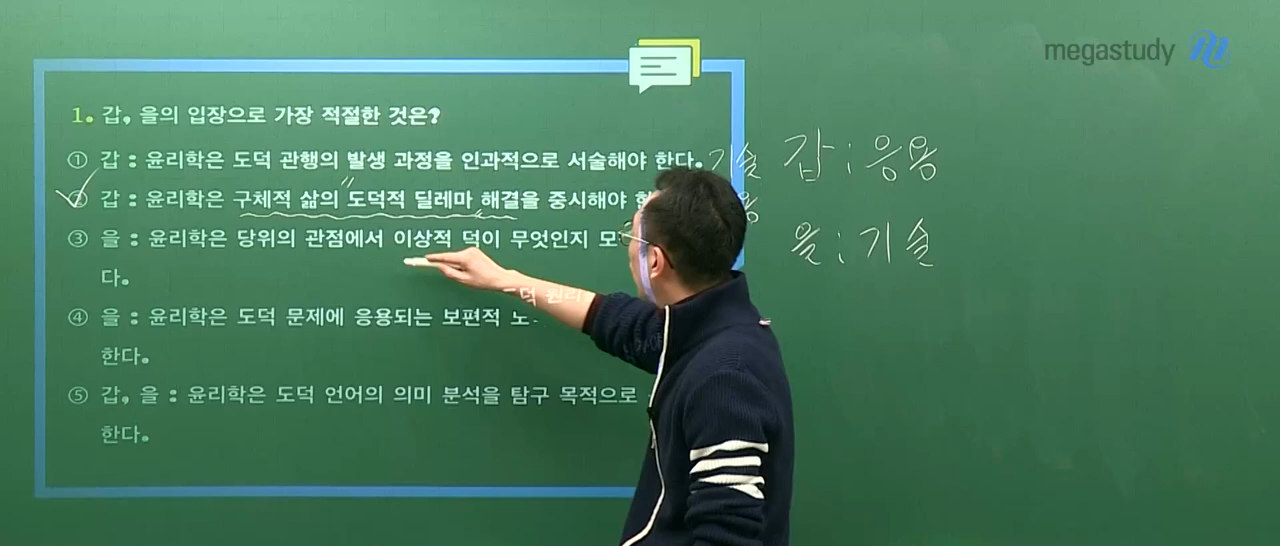 megastudy
1. 갑, 을의 입장으로 가장 적절한 것은?
① 갑 : 윤리학은 도덕 관행의 발생 과정을 인과적으로 서술해야 한다. 기술
② 갑 : 윤리학은 구체적 삶의 도덕적 딜레마 해결을 중시해야
③ 을 : 윤리학은 당위의 관점에서 이상적 덕이 무엇인지
다.
④ 을 : 윤리학은 도덕 문제에 응용되는 보편적
한다.
⑤ 갑, 을 : 윤리학은 도덕 언어의 의미 분석을 탐구 목적으로
한다.
갑 : 응용
을 : 기술